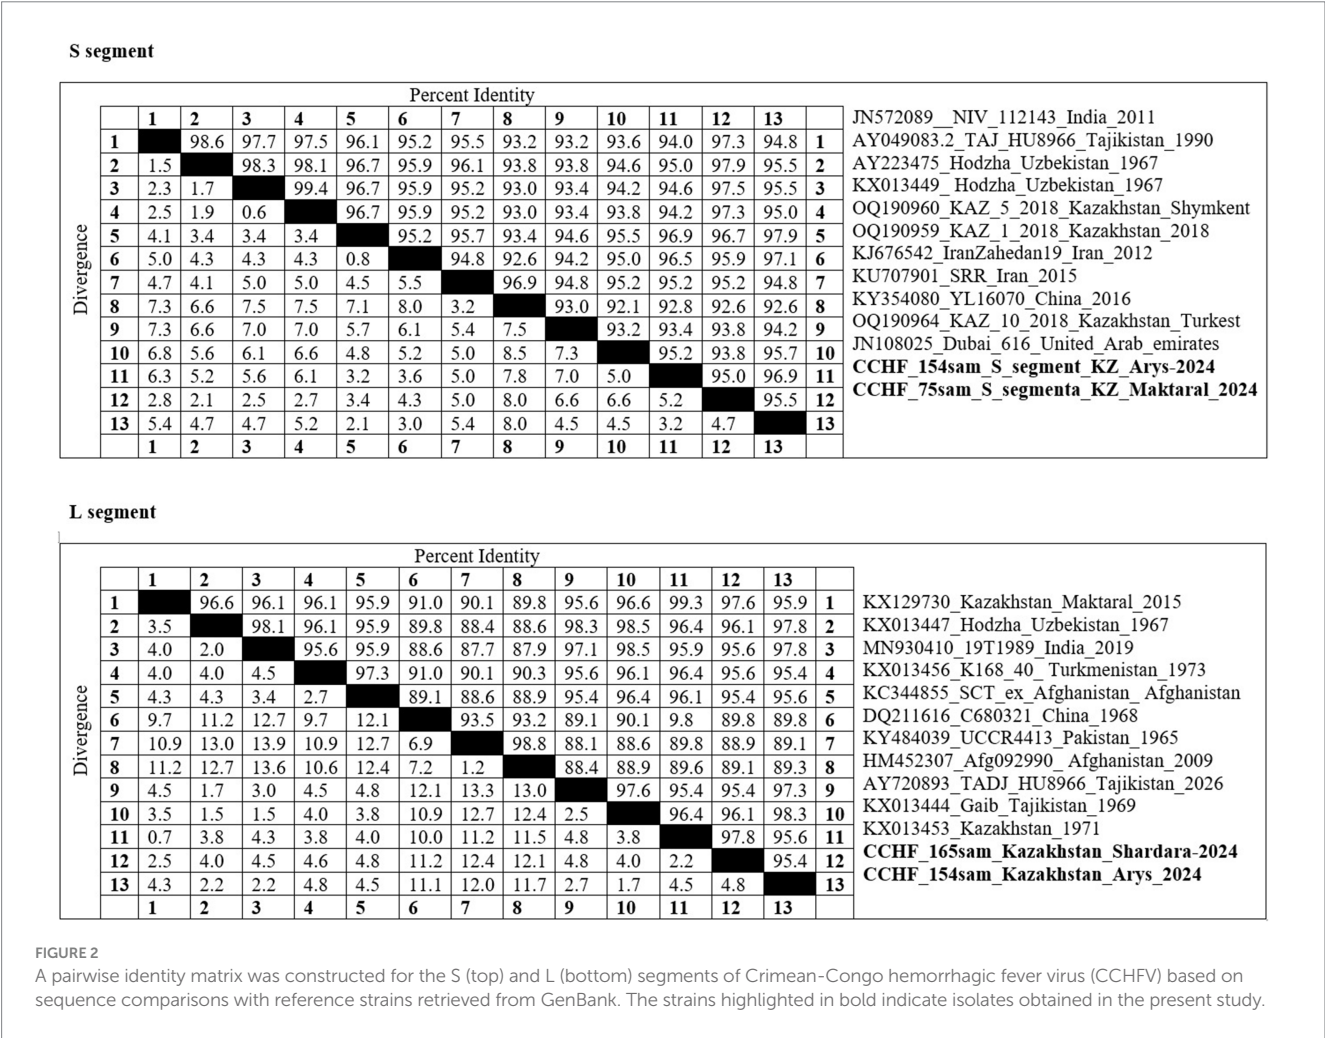 S segment
Percent Identity
1 2 3 4 5 6 7 8 9 10 11 12 13
1 98.6 97.7 97.5 96.1 95.2 95.5 93.2 93.2 93.6 94.0 97.3 94.8 1
2 1.5 98.3 98.1 96.7 95.9 96.1 93.8 93.8 94.6 95.0 97.9 95.5 2
3 2.3 1.7 99.4 96.7 95.9 95.2 93.0 93.4 94.2 94.6 97.5 95.5 3
4 2.5 1.9 0.6 96.7 95.9 95.2 93.0 93.4 93.8 94.2 97.3 95.0 4
5 4.1 3.4 3.4 3.4 95.2 95.7 93.4 94.6 95.5 96.9 96.7 97.9 5
6 5.0 4.3 4.3 4.3 0.8 94.8 92.6 94.2 95.0 96.5 95.9 97.1 6
7 4.7 4.1 5.0 5.0 4.5 5.5 96.9 94.8 95.2 95.2 95.2 94.8 7
8 7.3 6.6 7.5 7.5 7.1 8.0 3.2 93.0 92.1 92.8 92.6 92.6 8
9 7.3 6.6 7.0 7.0 5.7 6.1 5.4 7.5 93.2 93.4 93.8 94.2 9
10 6.8 5.6 6.1 6.6 4.8 5.2 5.0 8.5 7.3 95.2 93.8 95.7 10
11 6.3 5.2 5.6 6.1 3.2 3.6 5.0 7.8 7.0 5.0 95.0 96.9 11
12 2.8 2.1 2.5 2.7 3.4 4.3 5.0 8.0 6.6 6.6 5.2 95.5 12
13 5.4 4.7 4.7 5.2 2.1 3.0 5.4 8.0 4.5 4.5 3.2 4.7 13
1 2 3 4 5 6 7 8 9 10 11 12 13
Divergence
JN572089__NIV_112143_India_2011
AY049083.2_TAJ_HU8966_Tajikistan_1990
AY223475_Hodzha_Uzbekistan_1967
KX013449_ Hodzha_Uzbekistan_1967
OQ190960_KAZ_5_2018_Kazakhstan_Shymkent
OQ190959_KAZ_1_2018_Kazakhstan_2018
KJ676542_IranZahedan19_Iran_2012
KU707901_SRR_Iran_2015
KY354080_YL16070_China_2016
OQ190964_KAZ_10_2018_Kazakhstan_Turkest
JN108025_Dubai_616_United_Arab_emirates
CCHF_154sam_S_segment_KZ_Arys-2024
CCHF_75sam_S_segmenta_KZ_Maktaral_2024
L segment
Percent Identity
1 2 3 4 5 6 7 8 9 10 11 12 13
1 96.6 96.1 96.1 95.9 91.0 90.1 89.8 95.6 96.6 99.3 97.6 95.9 1
2 3.5 98.1 96.1 95.9 89.8 88.4 88.6 98.3 98.5 96.4 96.1 97.8 2
3 4.0 2.0 95.6 95.9 88.6 87.7 87.9 97.1 98.5 95.9 95.6 97.8 3
4 4.0 4.0 4.5 97.3 91.0 90.1 90.3 95.6 96.1 96.4 95.6 95.4 4
5 4.3 4.3 3.4 2.7 89.1 88.6 88.9 95.4 96.4 96.1 95.4 95.6 5
6 9.7 11.2 12.7 9.7 12.1 93.5 93.2 89.1 90.1 9.8 89.8 89.8 6
7 10.9 13.0 13.9 10.9 12.7 6.9 98.8 88.1 88.6 89.8 88.9 89.1 7
8 11.2 12.7 13.6 10.6 12.4 7.2 1.2 88.4 88.9 89.6 89.1 89.3 8
9 4.5 1.7 3.0 4.5 4.8 12.1 13.3 13.0 97.6 95.4 95.4 97.3 9
10 3.5 1.5 1.5 4.0 3.8 10.9 12.7 12.4 2.5 96.4 96.1 98.3 10
11 0.7 3.8 4.3 3.8 4.0 10.0 11.2 11.5 4.8 3.8 97.8 95.6 11
12 2.5 4.0 4.5 4.6 4.8 11.2 12.4 12.1 4.8 4.0 2.2 95.4 12
13 4.3 2.2 2.2 4.8 4.5 11.1 12.0 11.7 2.7 1.7 4.5 4.8 13
1 2 3 4 5 6 7 8 9 10 11 12 13
Divergence
KX129730_Kazakhstan_Maktaral_2015
KX013447_Hodzha_Uzbekistan_1967
MN930410_19T1989_India_2019
KX013456_K168_40_ Turkmenistan_1973
KC344855_SCT_ex_Afghanistan_ Afghanistan
DQ211616_C680321_China_1968
KY484039_UCCR4413_Pakistan_1965
HM452307_Afg092990_ Afghanistan_2009
AY720893_TADJ_HU8966_Tajikistan_2026
KX013444_Gaib_Tajikistan_1969
KX013453_Kazakhstan_1971
CCHF_165sam_Kazakhstan_Shardara-2024
CCHF_154sam_Kazakhstan_Arys_2024
FIGURE 2
A pairwise identity matrix was constructed for the S (top) and L (bottom) segments of Crimean-Congo hemorrhagic fever virus (CCHFV) based on
sequence comparisons with reference strains retrieved from GenBank. The strains highlighted in bold indicate isolates obtained in the present study.